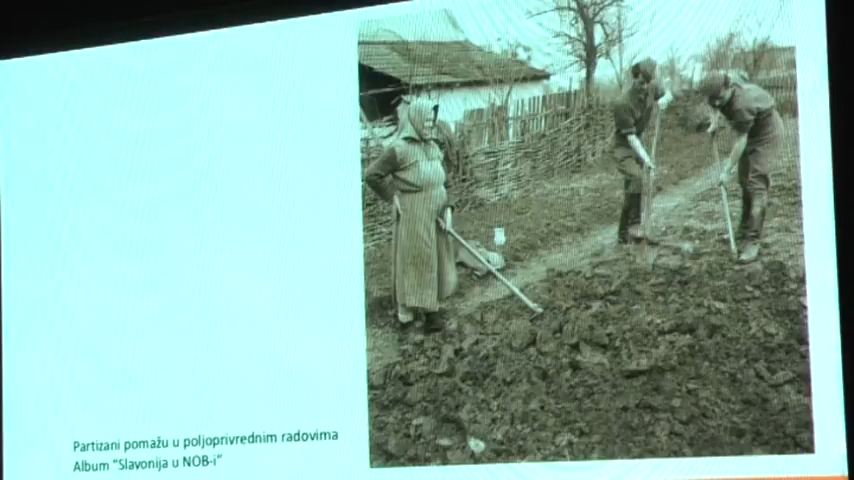 Partizani pomažu u poljoprivrednim radovima
Album "Slavonija u NOB-i"